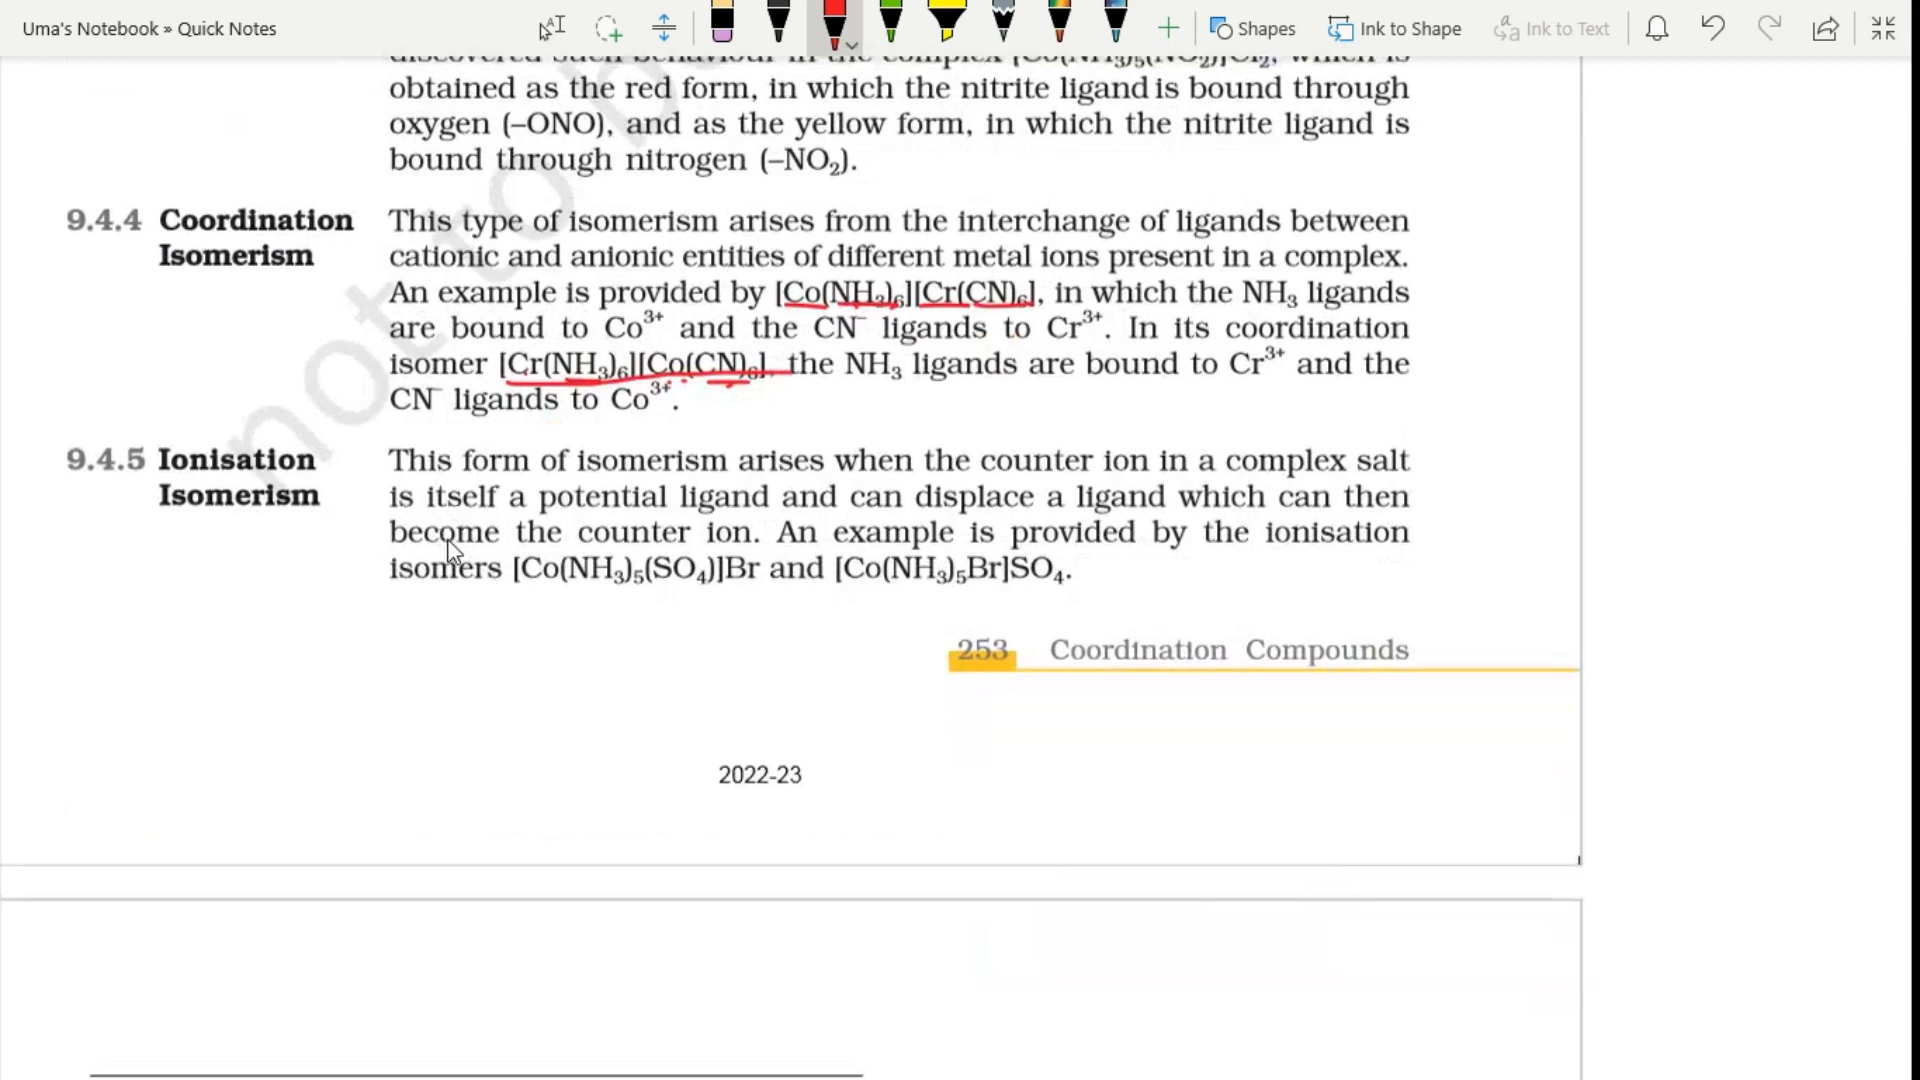 Uma's Notebook » Quick Notes
Shapes
Ink to Shape
Ink to Text
discovered such behaviour in the complex [Co(NH₃)₅(NO₂)]Cl₂, which is
obtained as the red form, in which the nitrite ligand is bound through
oxygen (–ONO), and as the yellow form, in which the nitrite ligand is
bound through nitrogen (–NO₂).
9.4.4 Coordination Isomerism
This type of isomerism arises from the interchange of ligands between
cationic and anionic entities of different metal ions present in a complex.
An example is provided by [Co(NH₃)₆][Cr(CN)₆], in which the NH₃ ligands
are bound to Co³⁺ and the CN⁻ ligands to Cr³⁺. In its coordination
isomer [Cr(NH₃)₆][Co(CN)₆], the NH₃ ligands are bound to Cr³⁺ and the
CN⁻ ligands to Co³⁺.
9.4.5 Ionisation Isomerism
This form of isomerism arises when the counter ion in a complex salt
is itself a potential ligand and can displace a ligand which can then
become the counter ion. An example is provided by the ionisation
isomers [Co(NH₃)₅(SO₄)]Br and [Co(NH₃)₅Br]SO₄.
253 Coordination Compounds
2022-23
not to b